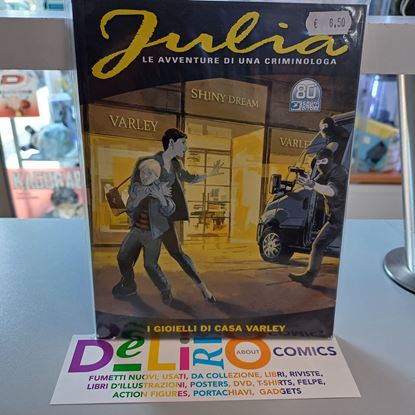 € 6,50
Julia
LE AVVENTURE DI UNA CRIMINOLOGA
80
SHINY DREAM
VARLEY
VARLEY
I GIOIELLI DI CASA VARLEY
DeLiRiO ABOUT COMICS
FUMETTI NUOVI, USATI, DA COLLEZIONE, LIBRI, RIVISTE,
LIBRI D'ILLUSTRAZIONI, POSTERS, DVD, T-SHIRTS, FELPE,
ACTION FIGURES, PORTACHIAVI, GADGETS